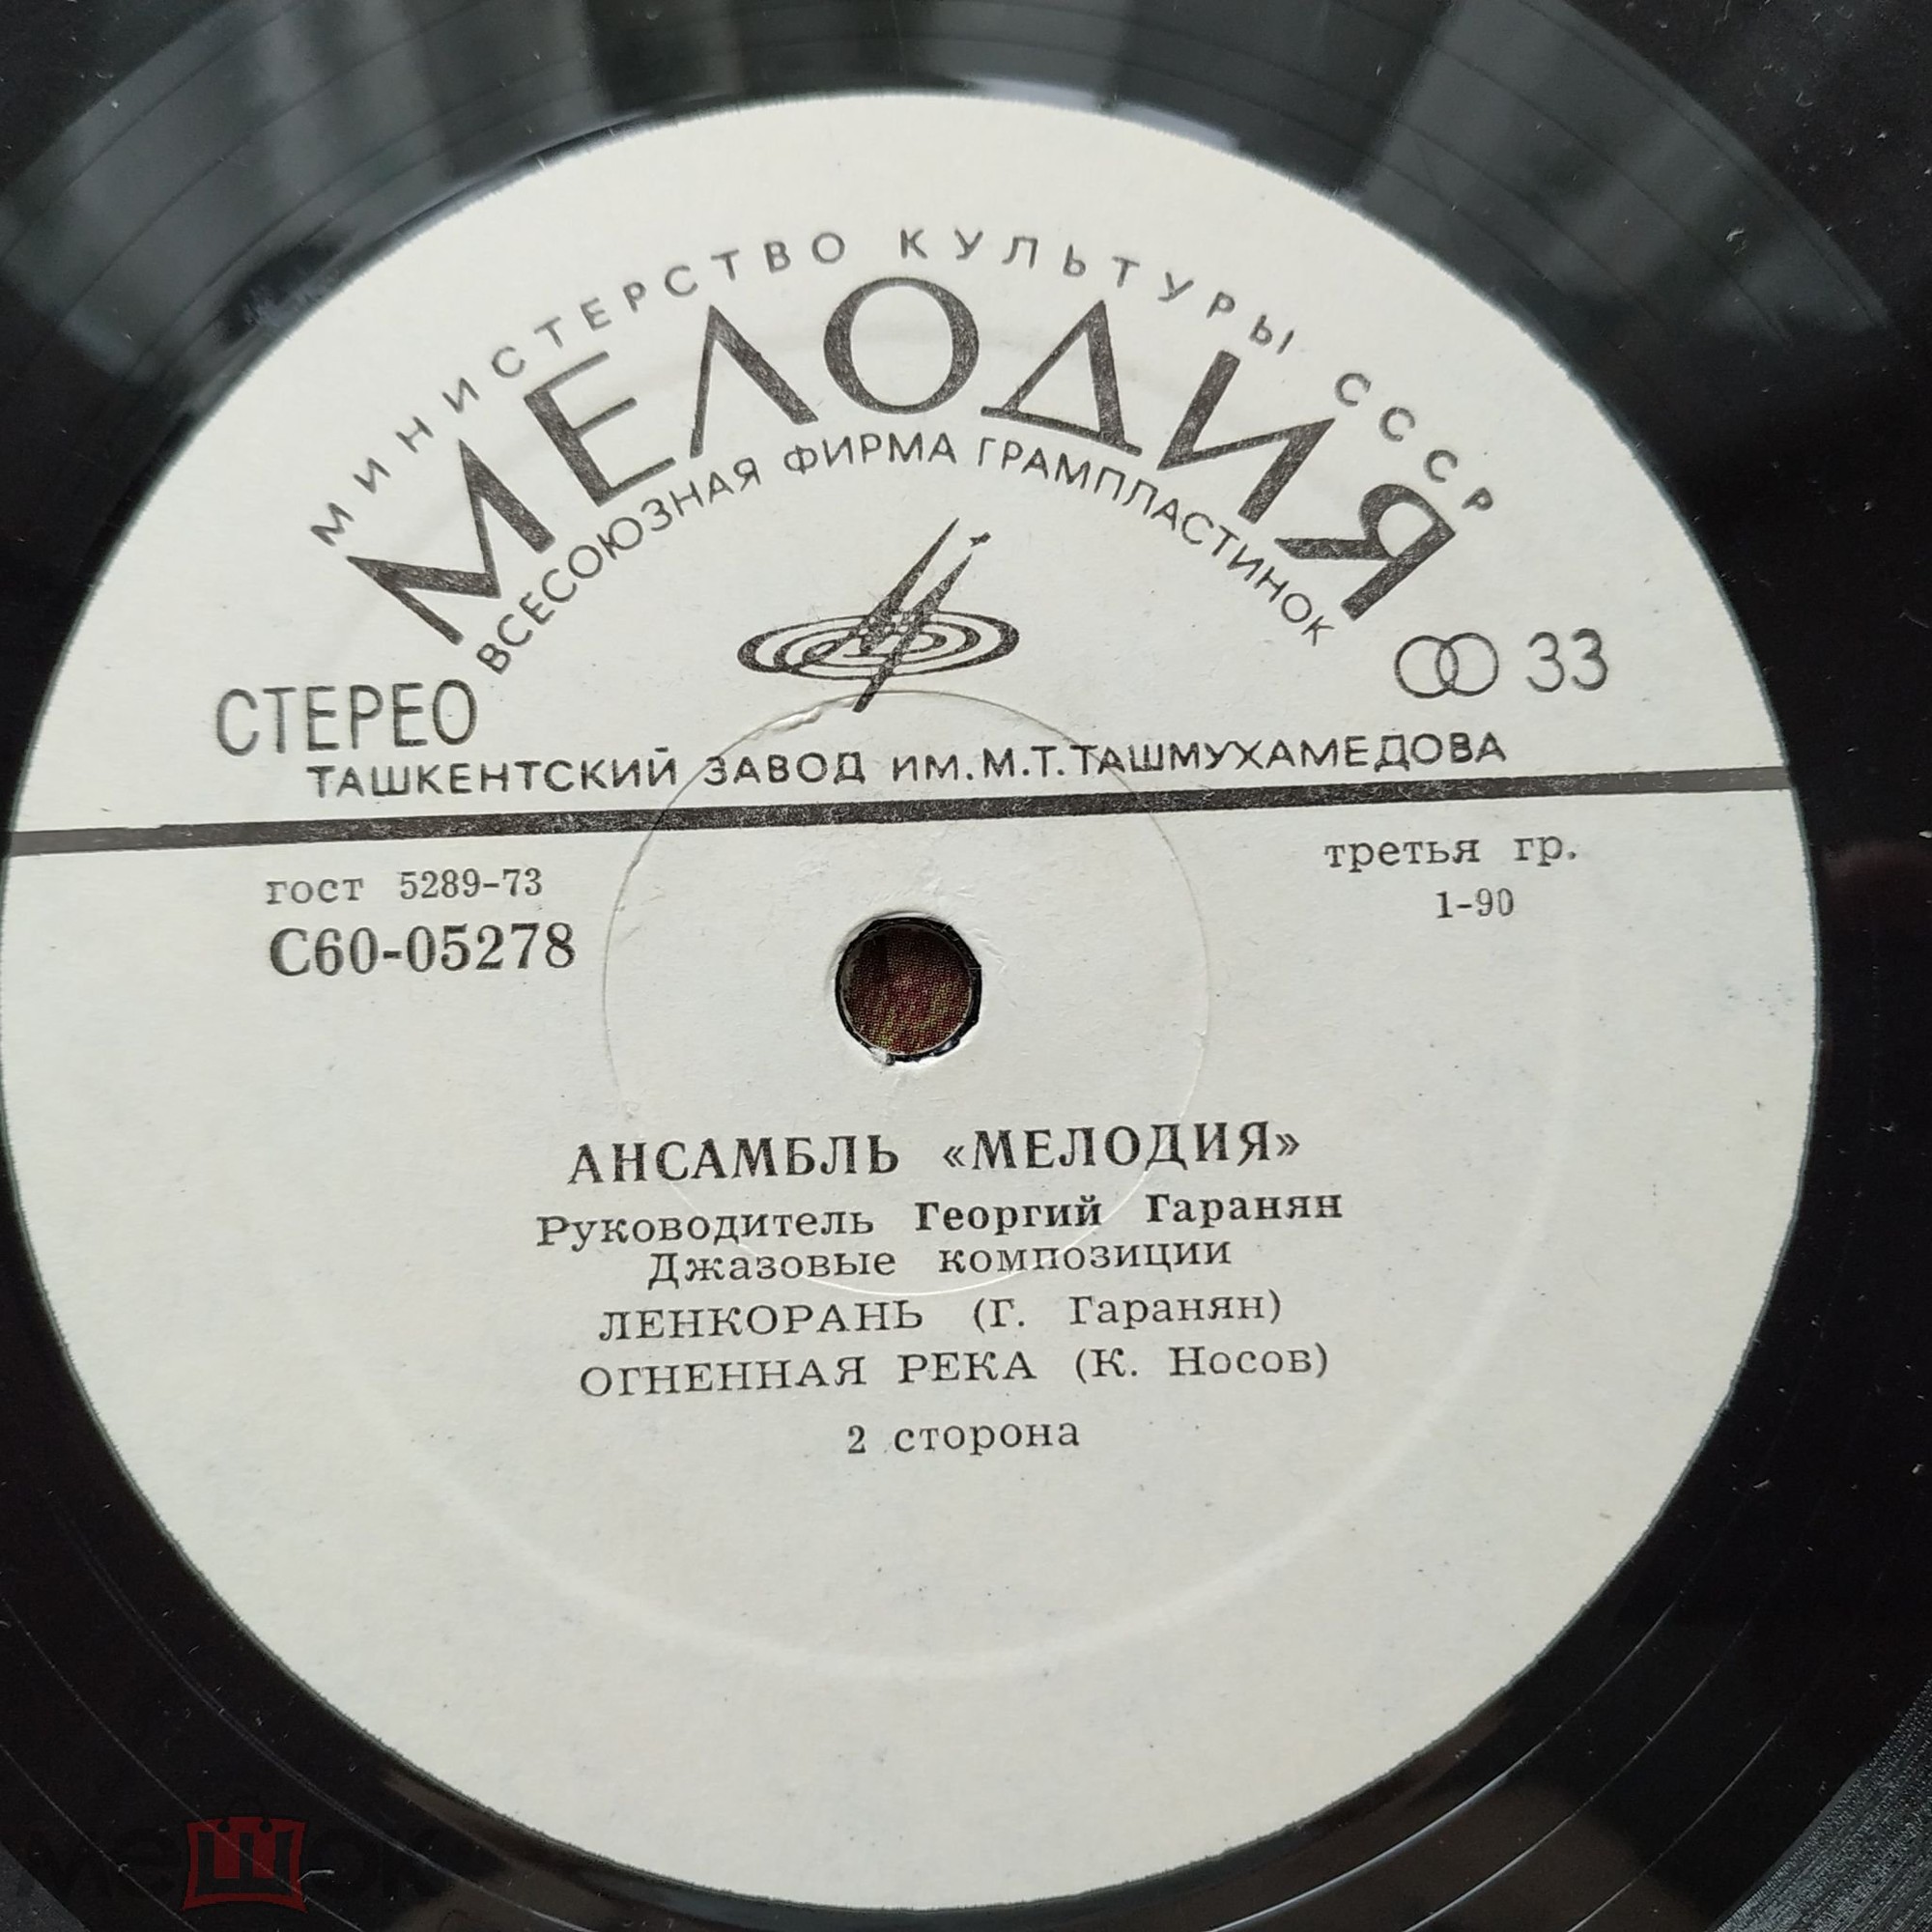 МИНИСТЕРСТВО КУЛЬТУРЫ СССР
МЕЛОДИЯ
ВСЕСОЮЗНАЯ ФИРМА ГРАМПЛАСТИНОК
СТЕРЕО
33
ТАШКЕНТСКИЙ ЗАВОД ИМ. М.Т. ТАШМУХАМЕДОВА
гост 5289-73
третья гр.
С60-05278
1-90
АНСАМБЛЬ «МЕЛОДИЯ»
Руководитель Георгий Гаранян
Джазовые композиции
ЛЕНКОРАНЬ (Г. Гаранян)
ОГНЕННАЯ РЕКА (К. Носов)
2 сторона
мешок